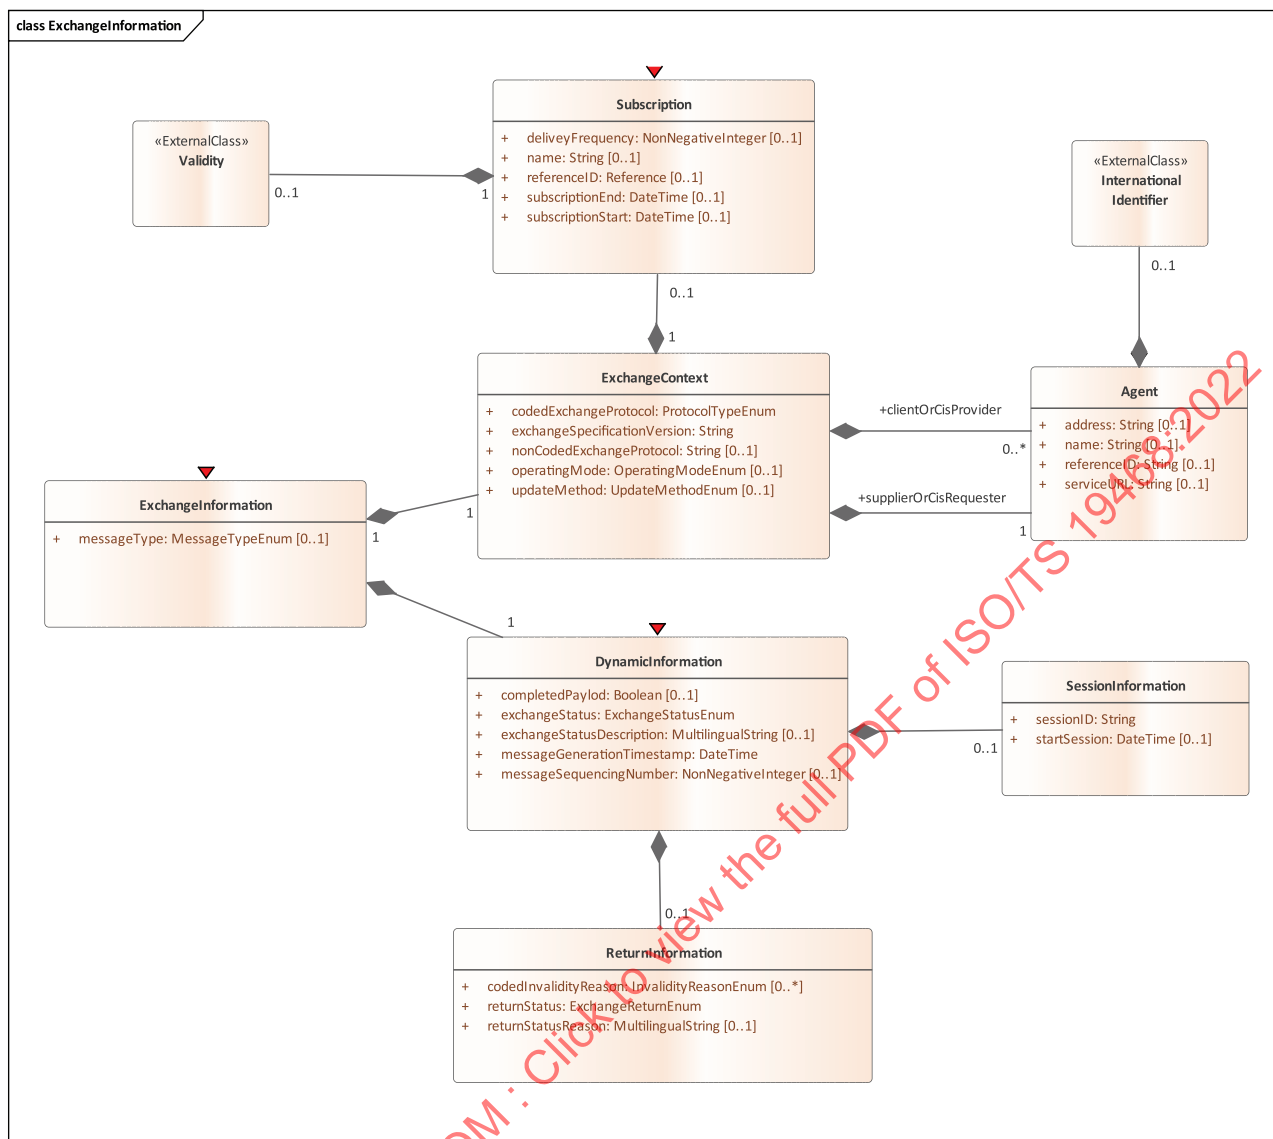 class ExchangeInformation
Subscription
+ deliveyFrequency: NonNegativeInteger [0..1]
+ name: String [0..1]
+ referenceID: Reference [0..1]
+ subscriptionEnd: DateTime [0..1]
+ subscriptionStart: DateTime [0..1]
«ExternalClass»
Validity
0..1
1
«ExternalClass»
International
Identifier
0..1
0..1
1
ExchangeContext
+ codedExchangeProtocol: ProtocolTypeEnum
+ exchangeSpecificationVersion: String
+ nonCodedExchangeProtocol: String [0..1]
+ operatingMode: OperatingModeEnum [0..1]
+ updateMethod: UpdateMethodEnum [0..1]
+clientOrCisProvider
0..*
+supplierOrCisRequester
1
Agent
+ address: String [0..1]
+ name: String [0..1]
+ referenceID: String [0..1]
+ serviceURL: String [0..1]
ExchangeInformation
+ messageType: MessageTypeEnum [0..1]
1
1
1
DynamicInformation
+ completedPaylod: Boolean [0..1]
+ exchangeStatus: ExchangeStatusEnum
+ exchangeStatusDescription: MultilingualString [0..1]
+ messageGenerationTimestamp: DateTime
+ messageSequencingNumber: NonNegativeInteger [0..1]
0..1
SessionInformation
+ sessionID: String
+ startSession: DateTime [0..1]
0..1
ReturnInformation
+ codedInvalidityReason: InvalidityReasonEnum [0..*]
+ returnStatus: ExchangeReturnEnum
+ returnStatusReason: MultilingualString [0..1]
OM : Click to view the full PDF of ISO/TS 19468:2022